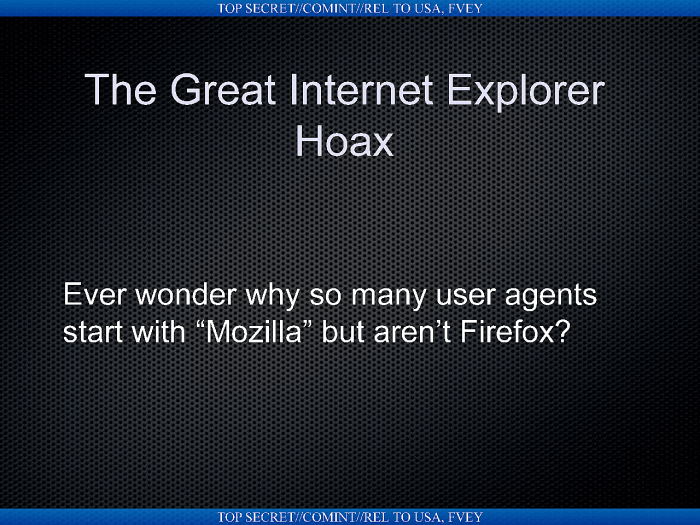 TOP SECRET//COMINT//REL TO USA, FVEY
The Great Internet Explorer
Hoax
Ever wonder why so many user agents
start with “Mozilla” but aren’t Firefox?
TOP SECRET//COMINT//REL TO USA, FVEY